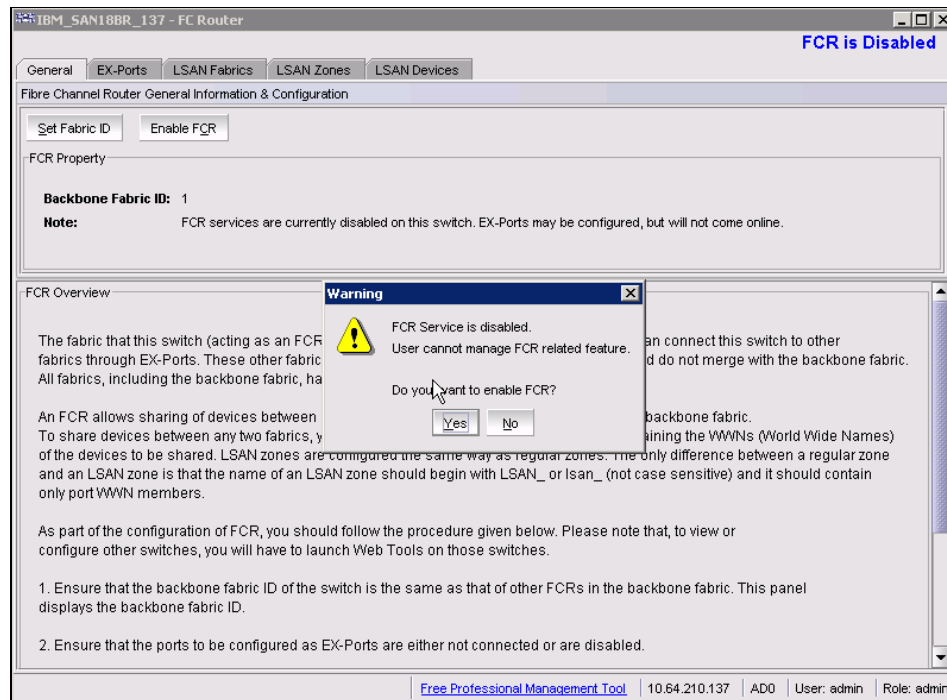 IBM_SAN18BR_137 - FC Router
FCR is Disabled
General EX-Ports LSAN Fabrics LSAN Zones LSAN Devices
Fibre Channel Router General Information & Configuration
Set Fabric ID Enable FCR
FCR Property
Backbone Fabric ID: 1
Note: FCR services are currently disabled on this switch. EX-Ports may be configured, but will not come online.
FCR Overview
Warning
FCR Service is disabled.
User cannot manage FCR related feature.
Do you want to enable FCR?
Yes No
The fabric that this switch (acting as an FCR an connect this switch to other
fabrics through EX-Ports. These other fabric d do not merge with the backbone fabric.
All fabrics, including the backbone fabric, ha
An FCR allows sharing of devices between backbone fabric.
To share devices between any two fabrics, y aining the WWNs (World Wide Names)
of the devices to be shared. LSAN zones are configured the same way as regular zones. The only difference between a regular zone
and an LSAN zone is that the name of an LSAN zone should begin with LSAN_ or lsan_ (not case sensitive) and it should contain
only port WWN members.
As part of the configuration of FCR, you should follow the procedure given below. Please note that, to view or
configure other switches, you will have to launch Web Tools on those switches.
1. Ensure that the backbone fabric ID of the switch is the same as that of other FCRs in the backbone fabric. This panel
displays the backbone fabric ID.
2. Ensure that the ports to be configured as EX-Ports are either not connected or are disabled.
Free Professional Management Tool 10.64.210.137 AD0 User: admin Role: admin